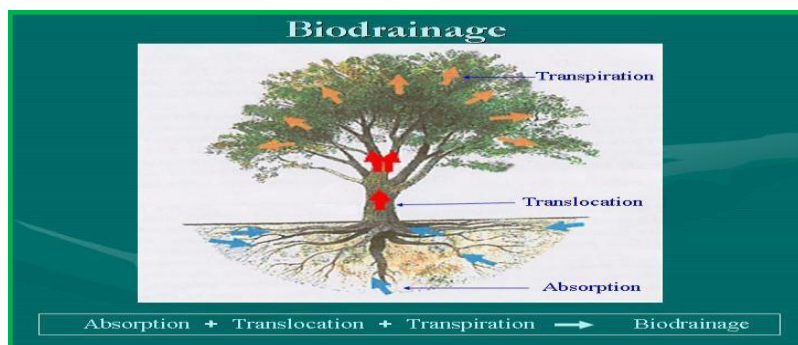 Biodrainage
Transpiration
Translocation
Absorption
Absorption + Translocation + Transpiration → Biodrainage